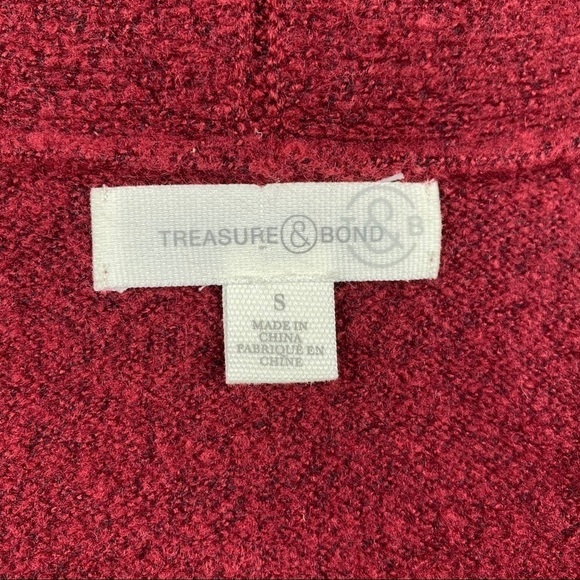 TREASURE & BOND
T & B
S
MADE IN
CHINA
FABRIQUÉ EN
CHINE